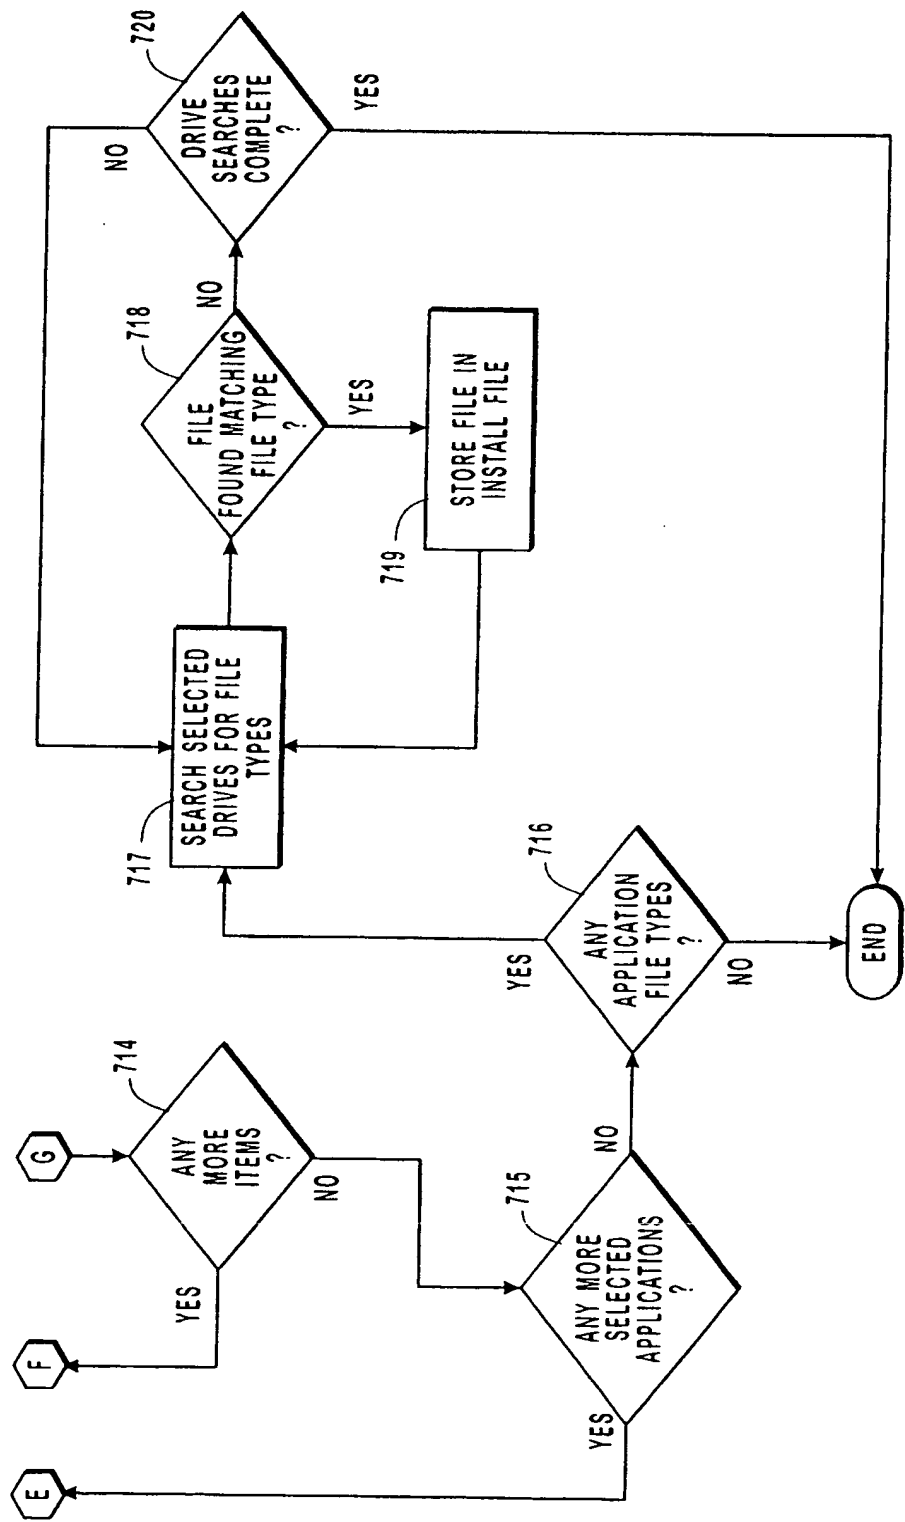 E
F
G
YES
ANY
MORE
ITEMS
?
714
NO
YES
ANY MORE
SELECTED
APPLICATIONS
?
715
NO
YES
ANY
APPLICATION
FILE TYPES
?
716
NO
END
717
SEARCH SELECTED
DRIVES FOR FILE
TYPES
718
FILE
FOUND MATCHING
FILE TYPE
?
NO
YES
719
STORE FILE IN
INSTALL FILE
720
DRIVE
SEARCHES
COMPLETE
?
NO
YES